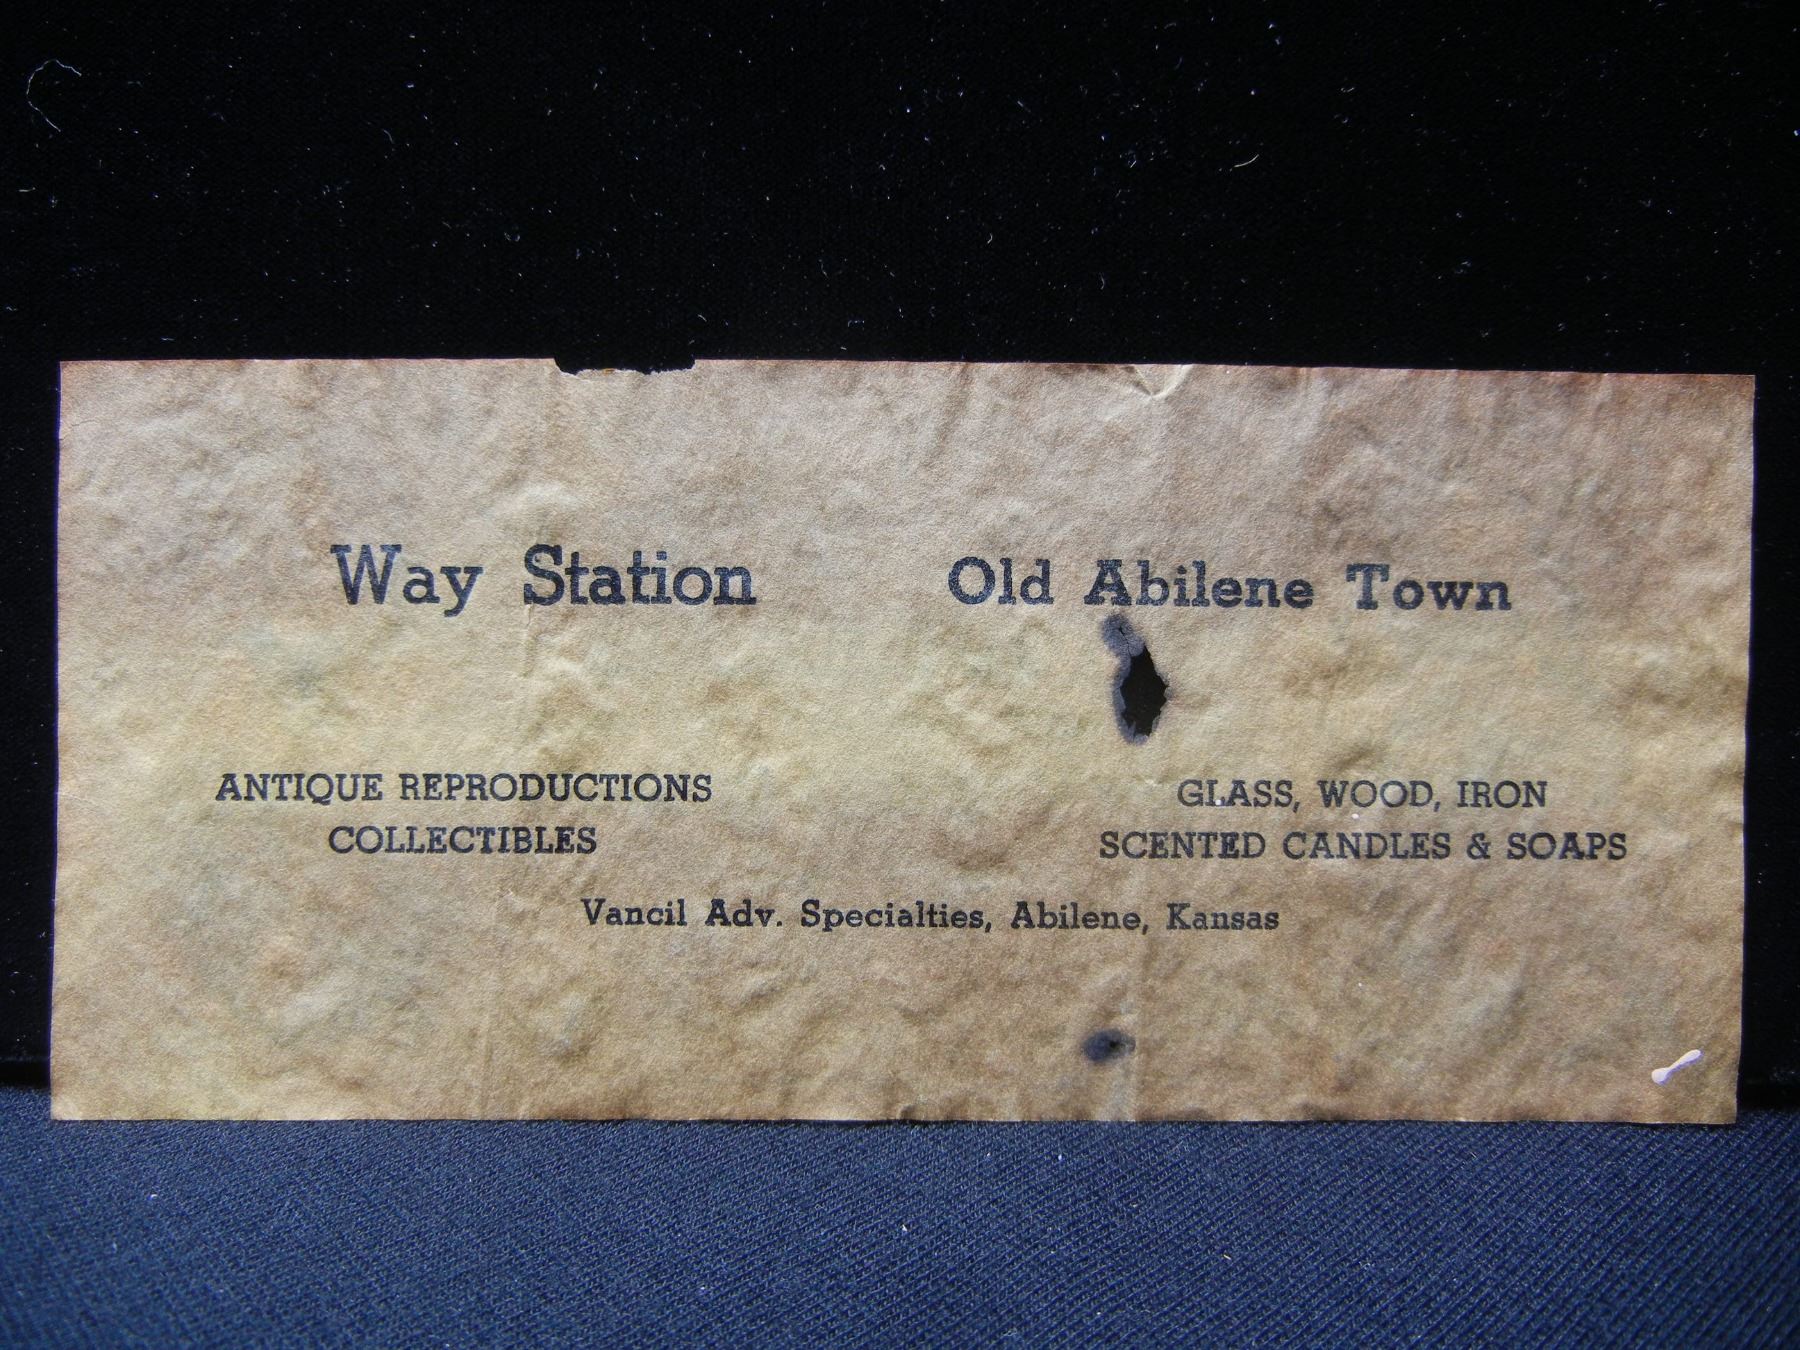 Way Station Old Abilene Town
ANTIQUE REPRODUCTIONS
COLLECTIBLES
GLASS, WOOD, IRON
SCENTED CANDLES & SOAPS
Vancil Adv. Specialties, Abilene, Kansas